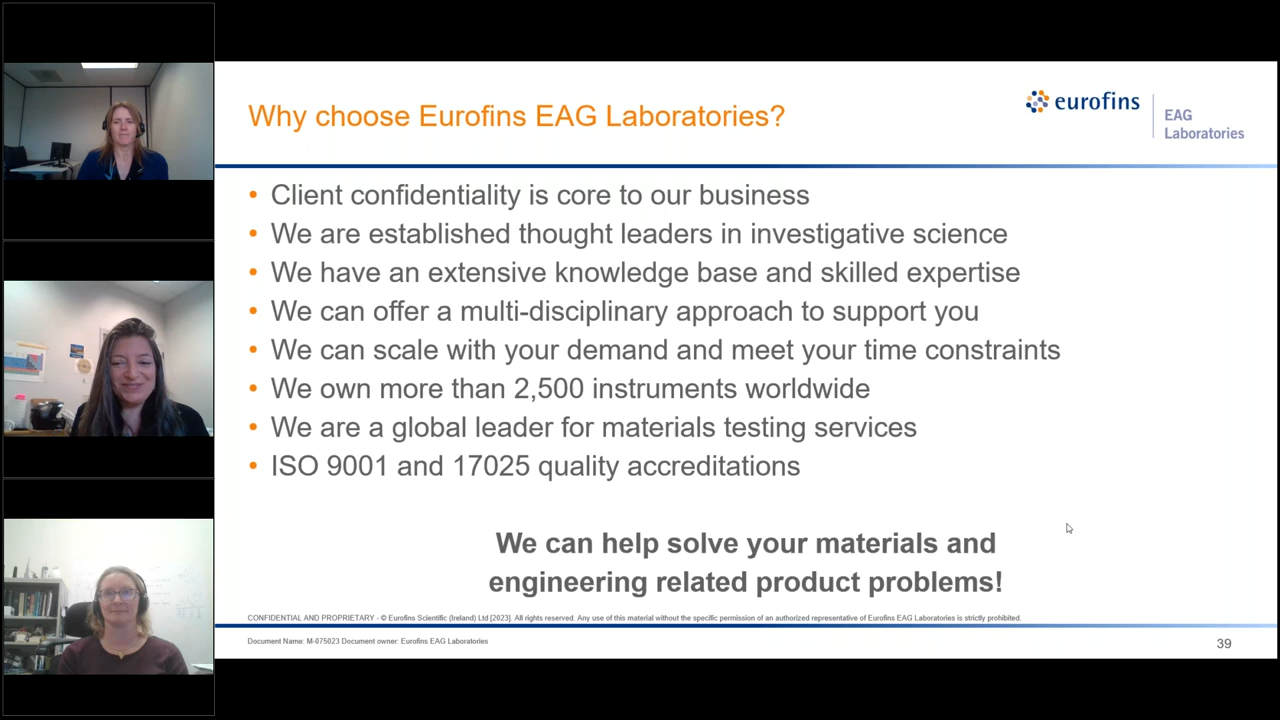 Why choose Eurofins EAG Laboratories?
eurofins
EAG
Laboratories
• Client confidentiality is core to our business
• We are established thought leaders in investigative science
• We have an extensive knowledge base and skilled expertise
• We can offer a multi-disciplinary approach to support you
• We can scale with your demand and meet your time constraints
• We own more than 2,500 instruments worldwide
• We are a global leader for materials testing services
• ISO 9001 and 17025 quality accreditations
We can help solve your materials and
engineering related product problems!
CONFIDENTIAL AND PROPRIETARY - © Eurofins Scientific (Ireland) Ltd [2023]. All rights reserved. Any use of this material without the specific permission of an authorized representative of Eurofins EAG Laboratories is strictly prohibited.
Document Name: M-075023 Document owner: Eurofins EAG Laboratories
39